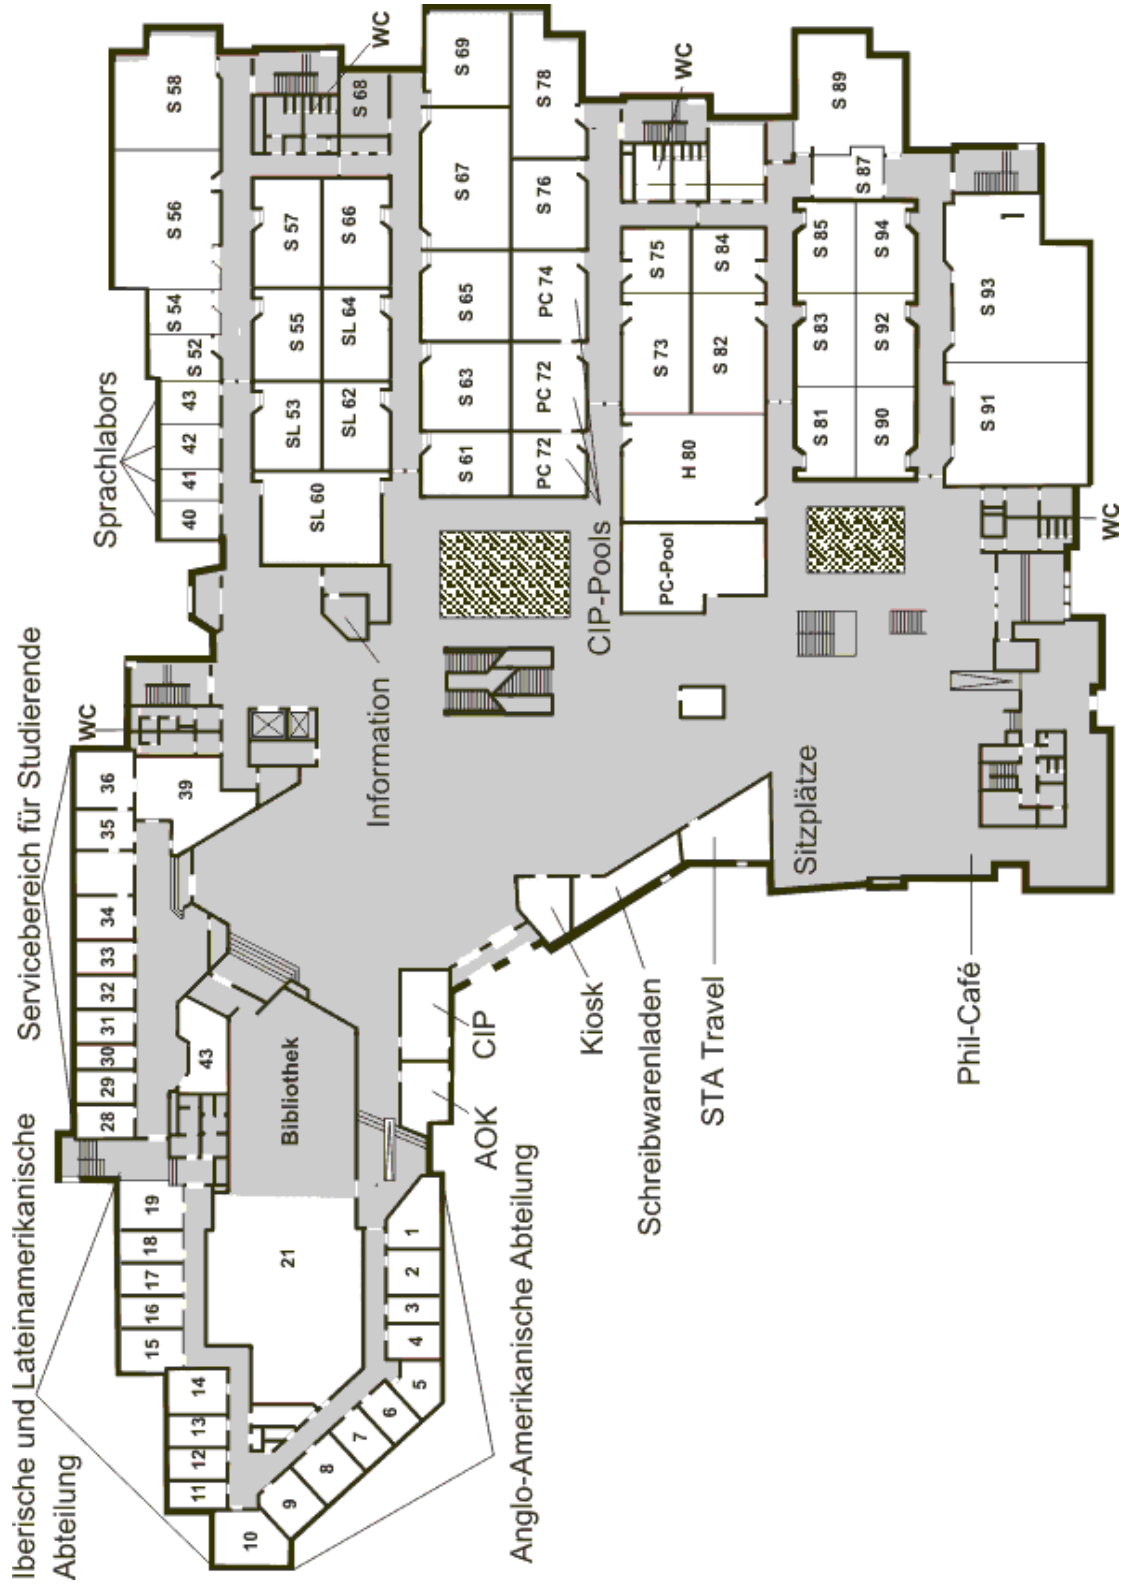 Iberische und Lateinamerikanische
Abteilung
Servicebereich für Studierende
WC
Sprachlabors
WC
WC
WC
Information
CIP-Pools
Sitzplätze
Kiosk
Schreibwarenladen
STA Travel
Phil-Café
CIP
AOK
Anglo-Amerikanische Abteilung
Bibliothek
S 58
S 56
S 54
S 52
43
42
41
40
S 68
S 57
S 66
S 55
SL 64
SL 53
SL 62
SL 60
S 69
S 78
S 67
S 76
S 65
PC 74
S 63
PC 72
S 61
PC 72
S 75
S 84
S 73
S 82
H 80
PC-Pool
S 89
S 87
S 85
S 94
S 83
S 92
S 81
S 90
S 93
S 91
39
36
35
34
33
32
31
30
29
28
43
21
19
18
17
16
15
14
13
12
11
10
9
8
7
6
5
4
3
2
1